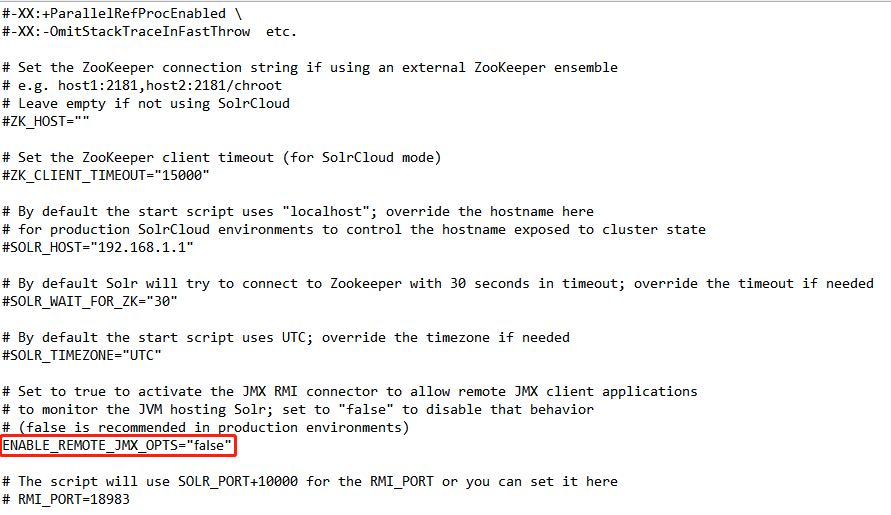 #-XX:+ParallelRefProcEnabled \
#-XX:-OmitStackTraceInFastThrow  etc.
# Set the ZooKeeper connection string if using an external ZooKeeper ensemble
# e.g. host1:2181,host2:2181/chroot
# Leave empty if not using SolrCloud
#ZK_HOST=""
# Set the ZooKeeper client timeout (for SolrCloud mode)
#ZK_CLIENT_TIMEOUT="15000"
# By default the start script uses "localhost"; override the hostname here
# for production SolrCloud environments to control the hostname exposed to cluster state
#SOLR_HOST="192.168.1.1"
# By default Solr will try to connect to Zookeeper with 30 seconds in timeout; override the timeout if needed
#SOLR_WAIT_FOR_ZK="30"
# By default the start script uses UTC; override the timezone if needed
#SOLR_TIMEZONE="UTC"
# Set to true to activate the JMX RMI connector to allow remote JMX client applications
# to monitor the JVM hosting Solr; set to "false" to disable that behavior
# (false is recommended in production environments)
ENABLE_REMOTE_JMX_OPTS="false"
# The script will use SOLR_PORT+10000 for the RMI_PORT or you can set it here
# RMI_PORT=18983